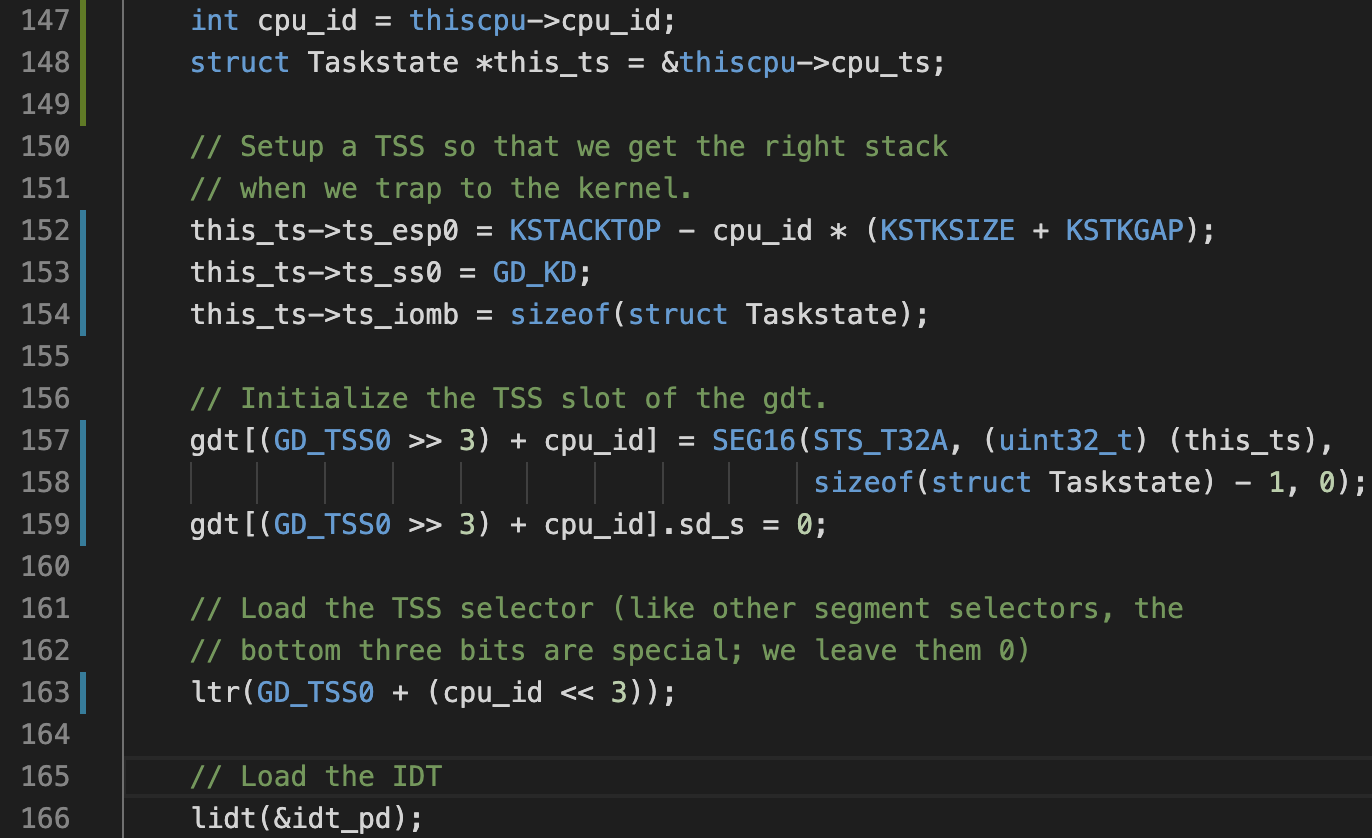 147 int cpu_id = thiscpu->cpu_id;
148 struct Taskstate *this_ts = &thiscpu->cpu_ts;
149
150 // Setup a TSS so that we get the right stack
151 // when we trap to the kernel.
152 this_ts->ts_esp0 = KSTACKTOP - cpu_id * (KSTKSIZE + KSTKGAP);
153 this_ts->ts_ss0 = GD_KD;
154 this_ts->ts_iomb = sizeof(struct Taskstate);
155
156 // Initialize the TSS slot of the gdt.
157 gdt[(GD_TSS0 >> 3) + cpu_id] = SEG16(STS_T32A, (uint32_t) (this_ts),
158 sizeof(struct Taskstate) - 1, 0);
159 gdt[(GD_TSS0 >> 3) + cpu_id].sd_s = 0;
160
161 // Load the TSS selector (like other segment selectors, the
162 // bottom three bits are special; we leave them 0)
163 ltr(GD_TSS0 + (cpu_id << 3));
164
165 // Load the IDT
166 lidt(&idt_pd);